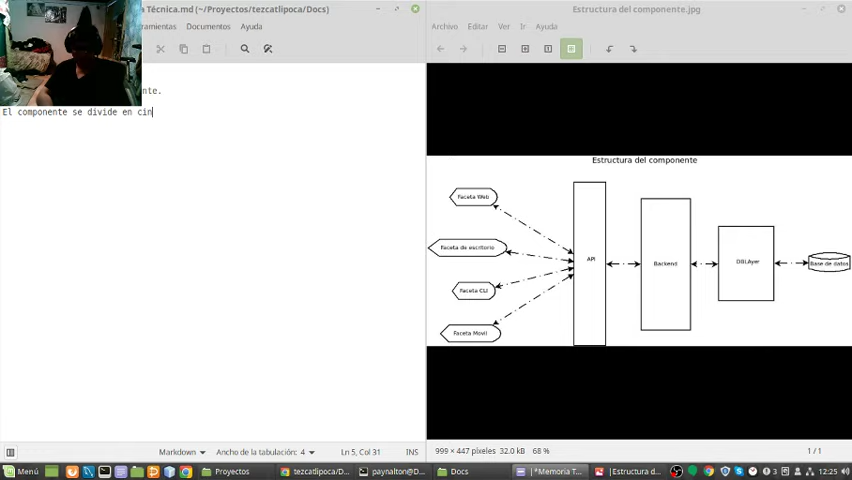 Técnica.md (~/Proyectos/tezcatlipoca/Docs)
Estructura del componente.jpg
mientas Documentos Ayuda
Archivo Editar Ver Ir Ayuda
nte.
El componente se divide en cin
Estructura del componente
Faceta Web
Faceta de escritorio
Faceta CLI
Faceta Movil
API
Backend
DBLAyer
Base de datos
Markdown Ancho de la tabulación: 4 Ln 5, Col 31 INS
999 × 447 píxeles 32.0 kB 68 % 1 / 1
Menú Proyectos tezcatlipoca/D... paynalton@D... Docs *Memoria T... [Estructura d... 3 12:25